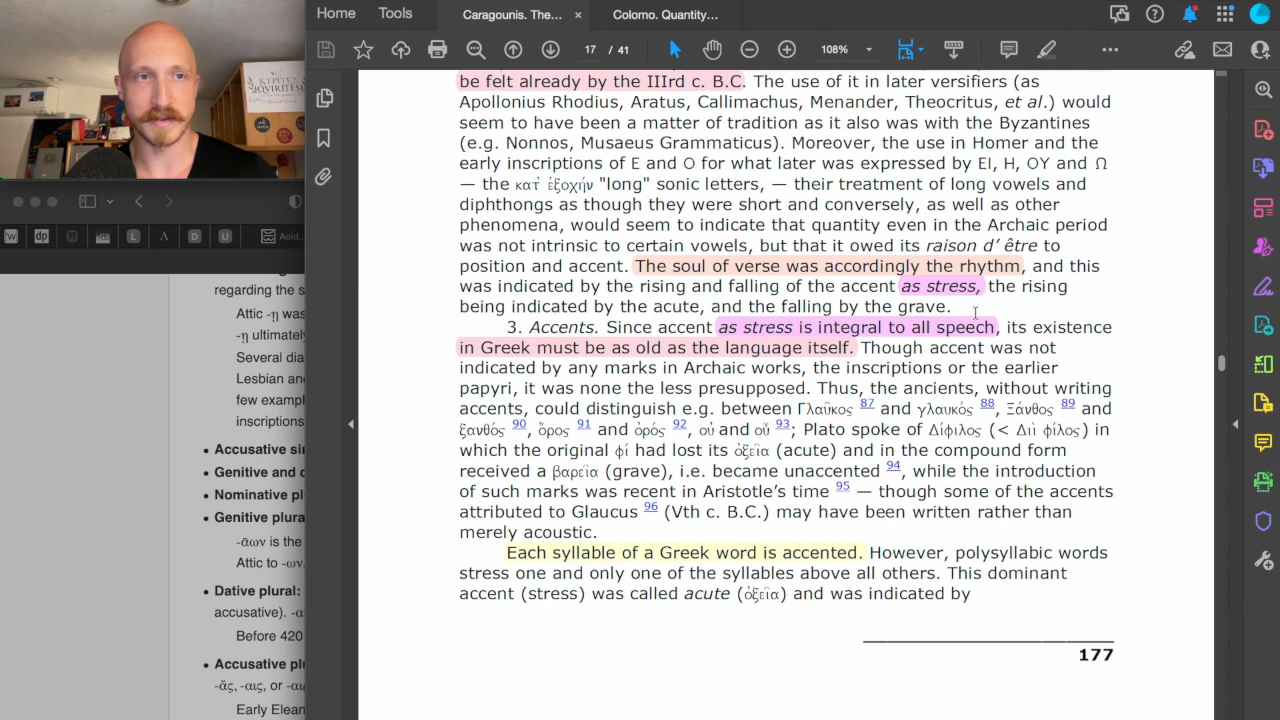 Home Tools Caragounis. The... × Colomo. Quantity...
17 / 41 108%
be felt already by the IIIrd c. B.C. The use of it in later versifiers (as
Apollonius Rhodius, Aratus, Callimachus, Menander, Theocritus, et al.) would
seem to have been a matter of tradition as it also was with the Byzantines
(e.g. Nonnos, Musaeus Grammaticus). Moreover, the use in Homer and the
early inscriptions of E and O for what later was expressed by EI, H, OY and Ω
— the κατ' ἐξοχήν "long" sonic letters, — their treatment of long vowels and
diphthongs as though they were short and conversely, as well as other
phenomena, would seem to indicate that quantity even in the Archaic period
was not intrinsic to certain vowels, but that it owed its raison d' être to
position and accent. The soul of verse was accordingly the rhythm, and this
was indicated by the rising and falling of the accent as stress, the rising
being indicated by the acute, and the falling by the grave.
3. Accents. Since accent as stress is integral to all speech, its existence
in Greek must be as old as the language itself. Though accent was not
indicated by any marks in Archaic works, the inscriptions or the earlier
papyri, it was none the less presupposed. Thus, the ancients, without writing
accents, could distinguish e.g. between Γλαῦκος 87 and γλαυκός 88, Ξάνθος 89 and
ξανθός 90, ὄρος 91 and ὀρός 92, οὐ and οὗ 93; Plato spoke of Δίφιλος (< Διὶ φίλος) in
which the original φί had lost its ὀξεῖα (acute) and in the compound form
received a βαρεῖα (grave), i.e. became unaccented 94, while the introduction
of such marks was recent in Aristotle's time 95 — though some of the accents
attributed to Glaucus 96 (Vth c. B.C.) may have been written rather than
merely acoustic.
Each syllable of a Greek word is accented. However, polysyllabic words
stress one and only one of the syllables above all others. This dominant
accent (stress) was called acute (ὀξεῖα) and was indicated by
177
ΚΥΡΙΤΕΣ
QVIRITES
W dp L Λ D U Aoid...
regarding the s
Attic -ῃ was
-ῃ ultimately
Several dia
Lesbian and
few examp
inscriptions
• Accusative si
• Genitive and d
• Nominative pl
• Genitive plura
-ᾱων is the
Attic to -ων.
• Dative plural:
accusative). -α
Before 420
• Accusative pl
-ᾰς, -αις, or -αι
Early Elean